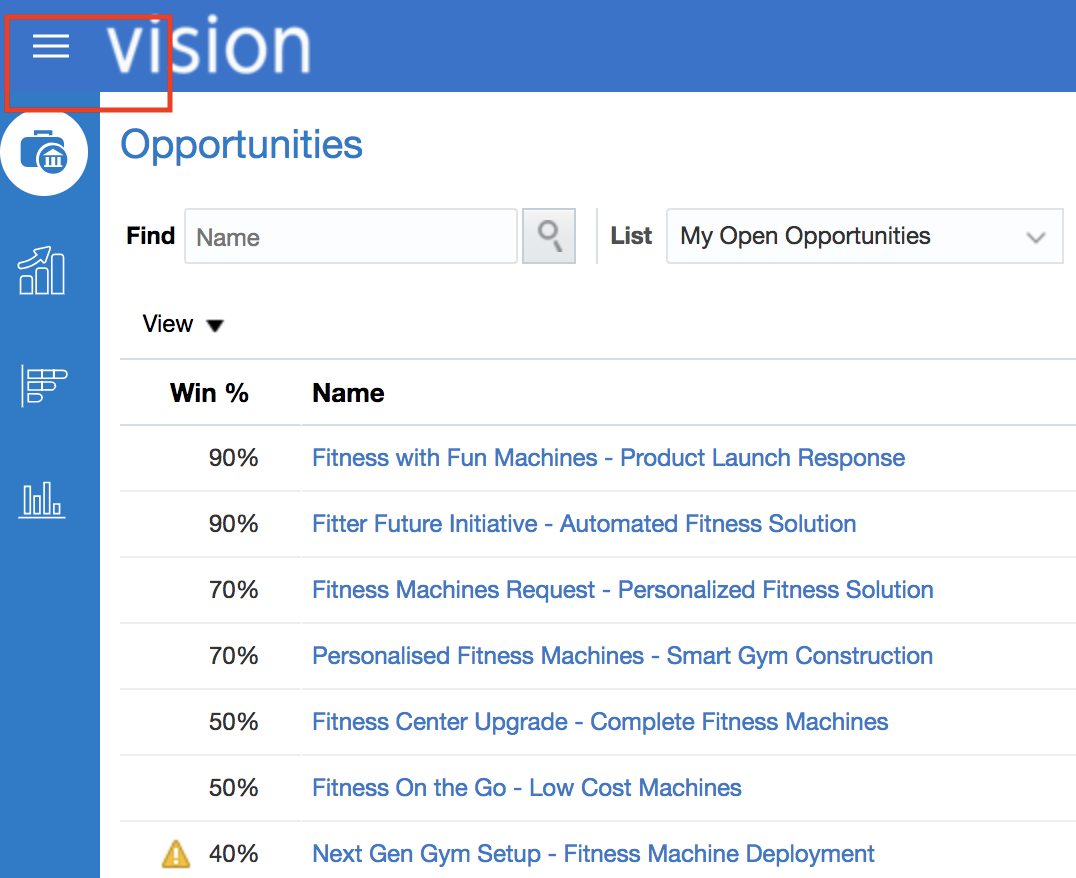 vision
Opportunities
Find Name List My Open Opportunities
View
Win % Name
90% Fitness with Fun Machines - Product Launch Response
90% Fitter Future Initiative - Automated Fitness Solution
70% Fitness Machines Request - Personalized Fitness Solution
70% Personalised Fitness Machines - Smart Gym Construction
50% Fitness Center Upgrade - Complete Fitness Machines
50% Fitness On the Go - Low Cost Machines
40% Next Gen Gym Setup - Fitness Machine Deployment